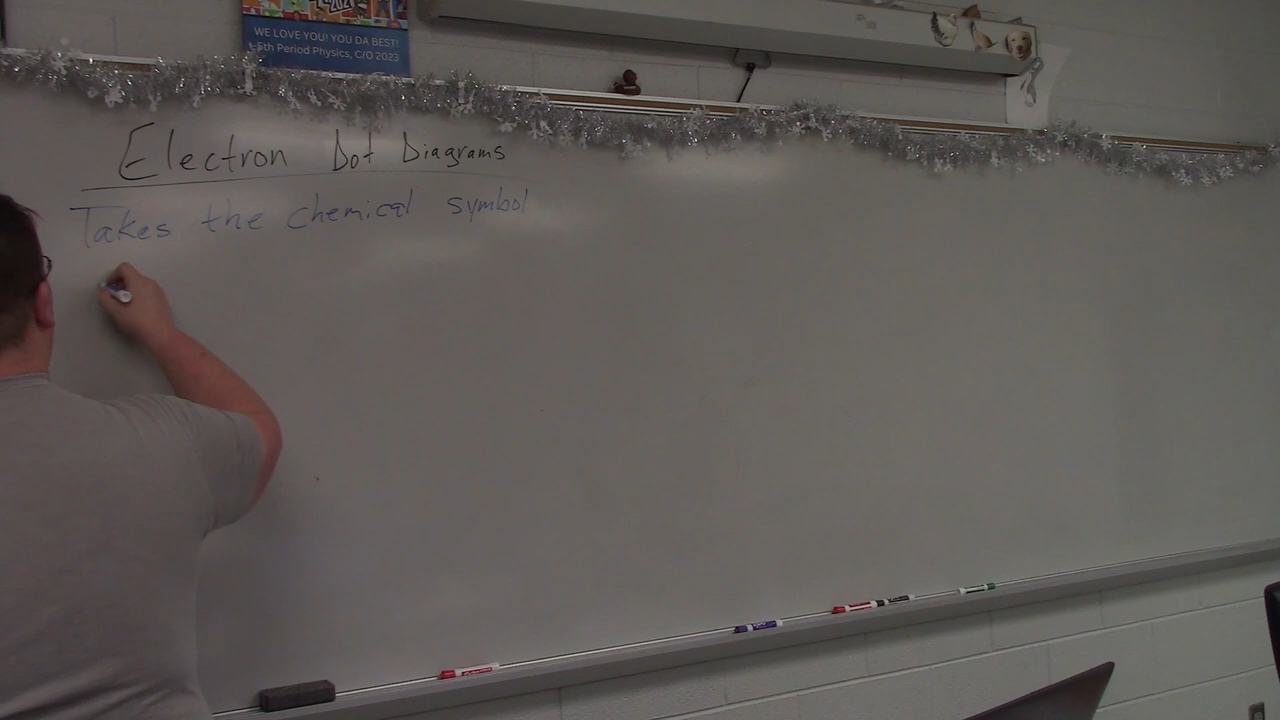 WE LOVE YOU! YOU DA BEST!
5th Period Physics, C/O 2023
Electron Dot Diagrams
Takes the chemical symbol